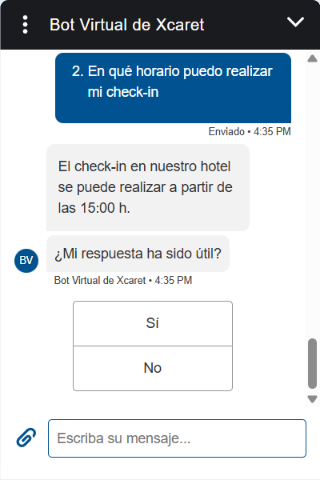 Bot Virtual de Xcaret
2. En qué horario puedo realizar
mi check-in
Enviado • 4:35 PM
El check-in en nuestro hotel
se puede realizar a partir de
las 15:00 h.
¿Mi respuesta ha sido útil?
BV
Bot Virtual de Xcaret • 4:35 PM
Sí
No
Escriba su mensaje...